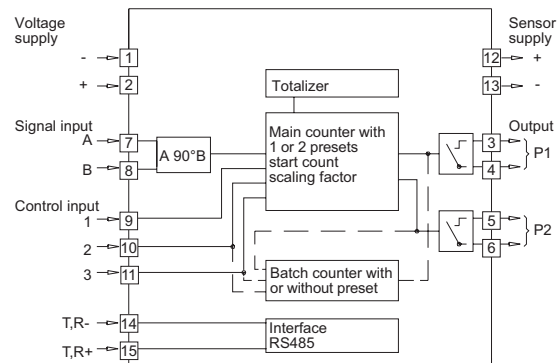 Voltage
supply
- 1
+ 2
Signal input
A 7
B 8
A 90°B
Control input
1 9
2 10
3 11
T,R- 14
T,R+ 15
Totalizer
Main counter with
1 or 2 presets
start count
scaling factor
Batch counter with
or without preset
Interface
RS485
Sensor
supply
12 +
13 -
Output
3
4
P1
5
6
P2